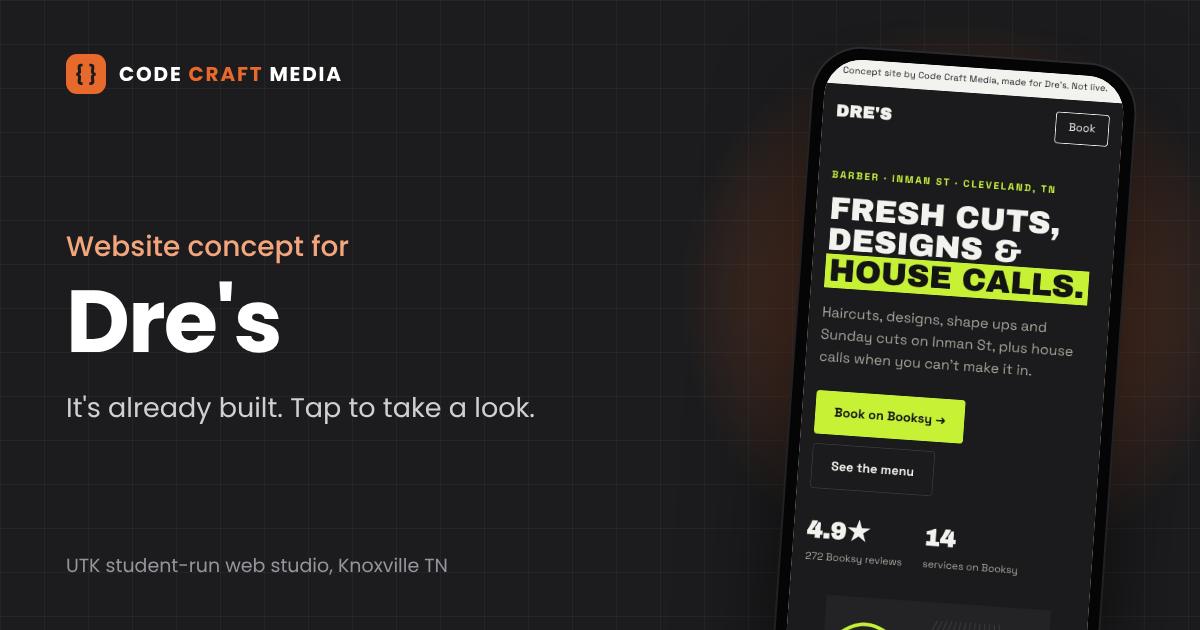 {} CODE CRAFT MEDIA
Website concept for
Dre's
It's already built. Tap to take a look.
UTK student-run web studio, Knoxville TN
Concept site by Code Craft Media, made for Dre's. Not live.
DRE'S
Book
BARBER · INMAN ST · CLEVELAND, TN
FRESH CUTS,
DESIGNS &
HOUSE CALLS.
Haircuts, designs, shape ups and
Sunday cuts on Inman St, plus house
calls when you can't make it in.
Book on Booksy →
See the menu
4.9★ 14
272 Booksy reviews services on Booksy